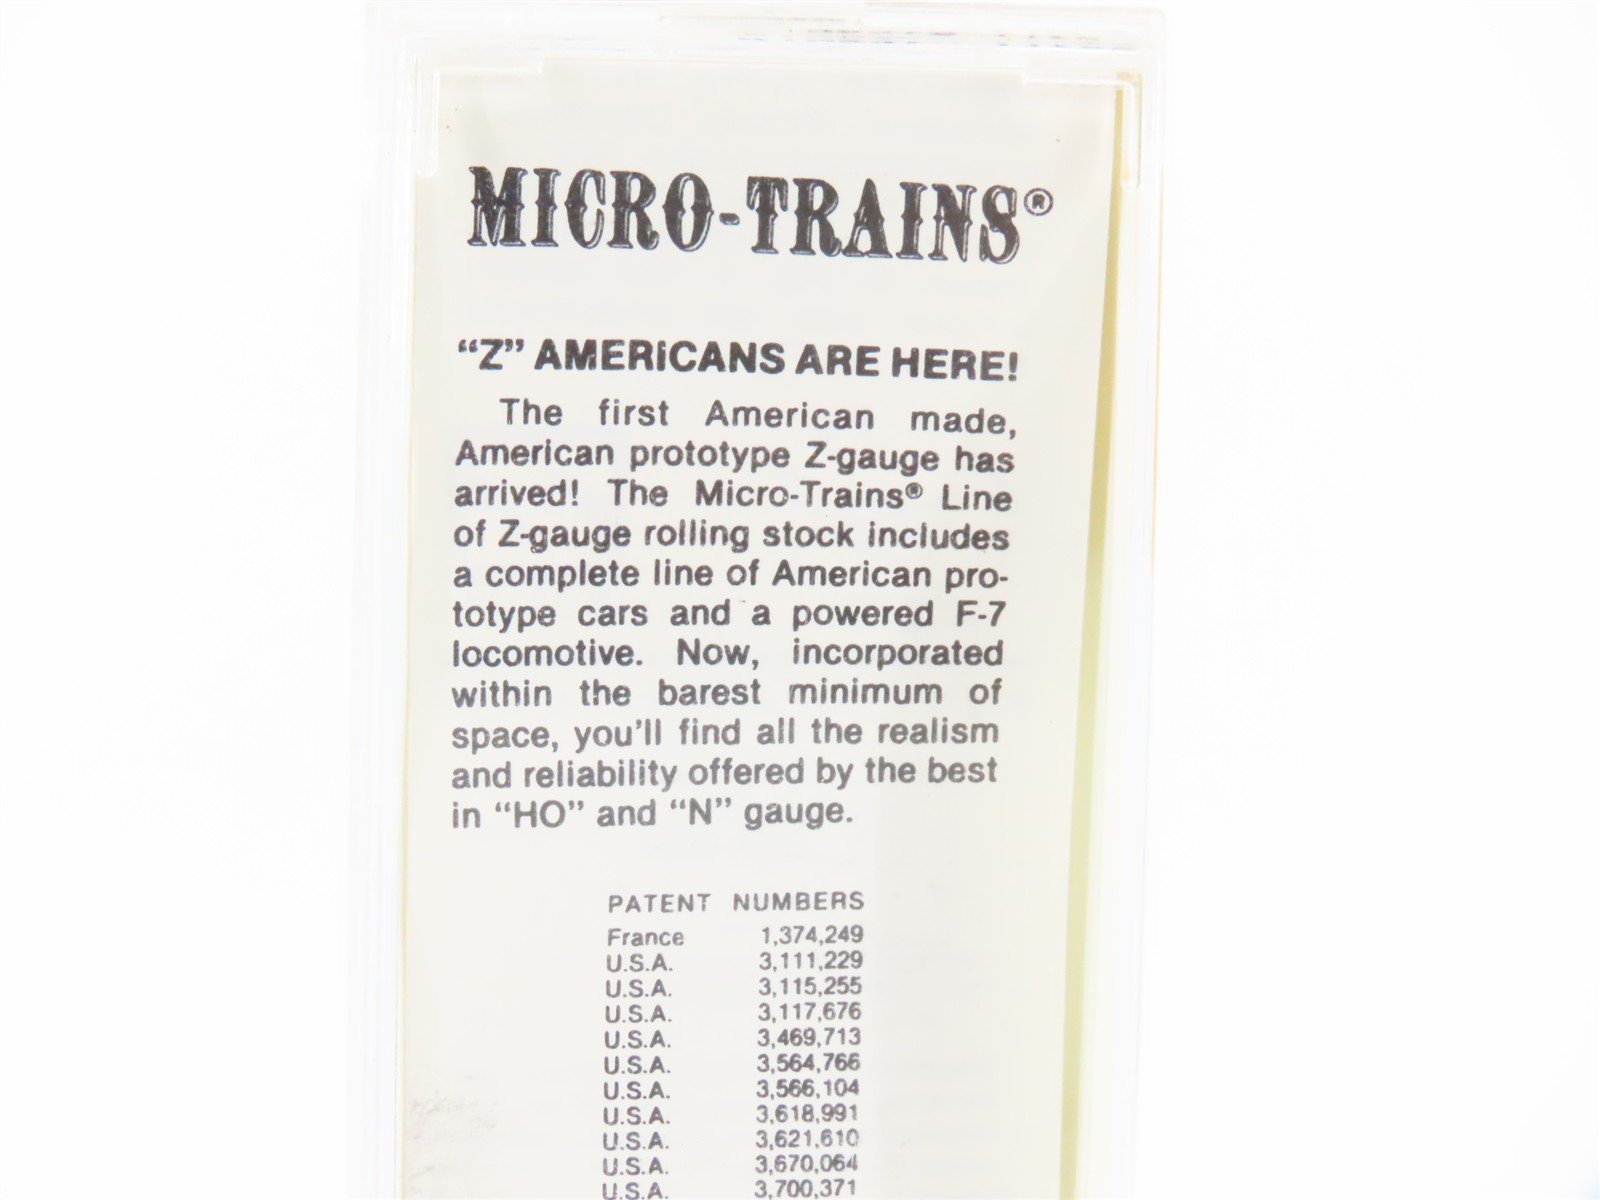 MICRO-TRAINS®
“Z” AMERICANS ARE HERE!
The first American made,
American prototype Z-gauge has
arrived! The Micro-Trains® Line
of Z-gauge rolling stock includes
a complete line of American pro-
totype cars and a powered F-7
locomotive. Now, incorporated
within the barest minimum of
space, you'll find all the realism
and reliability offered by the best
in “HO” and “N” gauge.
PATENT NUMBERS
France 1,374,249
U.S.A. 3,111,229
U.S.A. 3,115,255
U.S.A. 3,117,676
U.S.A. 3,469,713
U.S.A. 3,564,766
U.S.A. 3,566,104
U.S.A. 3,618,991
U.S.A. 3,621,610
U.S.A. 3,670,064
U.S.A. 3,700,371